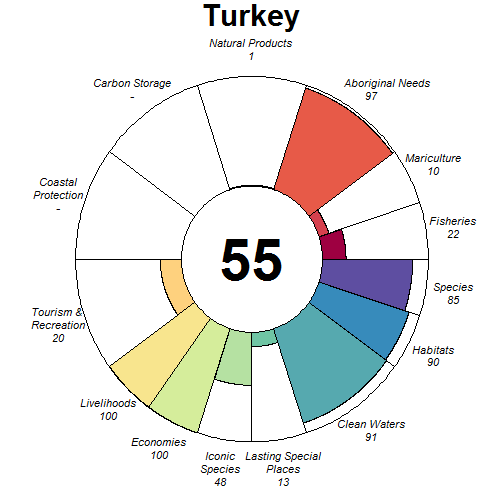 Turkey
Natural Products
1
Aboriginal Needs
97
Mariculture
10
Fisheries
22
Species
85
Habitats
90
Clean Waters
91
Lasting Special
Places
13
Iconic
Species
48
Economies
100
Livelihoods
100
Tourism &
Recreation
20
Coastal
Protection
-
Carbon Storage
-
55